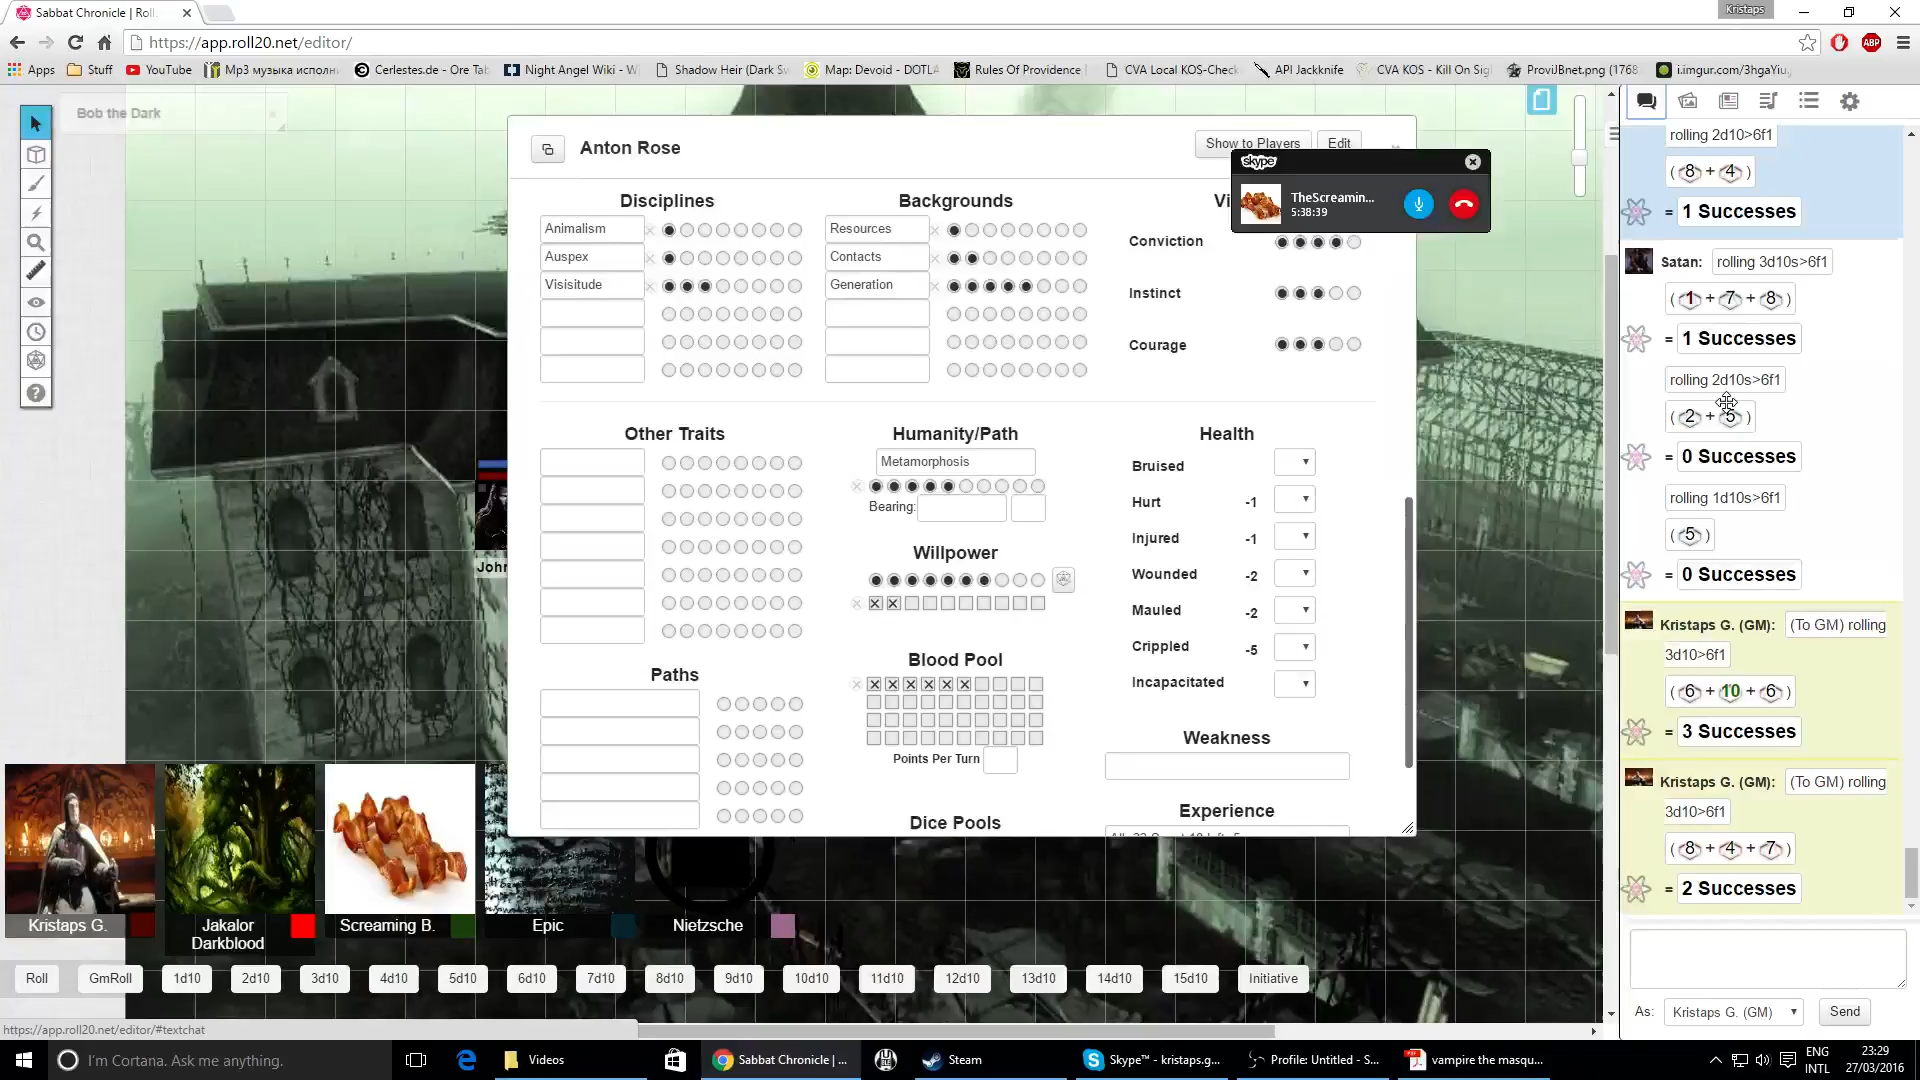 Sabbat Chronicle | Roll
Kristaps
https://app.roll20.net/editor/
Apps
Stuff
YouTube
Mp3 музыка исполни
Cerlestes.de - Ore Tab
Night Angel Wiki - W
Shadow Heir (Dark Sw
Map: Devoid - DOTLA
Rules Of Providence
CVA Local KOS-Check
API Jackknife
CVA KOS - Kill On Sig
ProviJBnet.png (1768
i.imgur.com/3hgaYiu.
Bob the Dark
Anton Rose
Show to Players
Edit
skype
TheScreamin...
5:38:39
Disciplines
Backgrounds
Vi
Animalism
Resources
Conviction
Auspex
Contacts
Visisitude
Generation
Instinct
Courage
Other Traits
Humanity/Path
Health
Metamorphosis
Bruised
Hurt -1
Bearing:
Injured -1
Willpower
Wounded -2
Mauled -2
Crippled -5
Blood Pool
Incapacitated
Paths
Weakness
Points Per Turn
Experience
Dice Pools
John
rolling 2d10>6f1
(8+4)
= 1 Successes
Satan: rolling 3d10s>6f1
(1+7+8)
= 1 Successes
rolling 2d10s>6f1
(2+5)
= 0 Successes
rolling 1d10s>6f1
(5)
= 0 Successes
Kristaps G. (GM): (To GM) rolling
3d10>6f1
(6+10+6)
= 3 Successes
Kristaps G. (GM): (To GM) rolling
3d10>6f1
(8+4+7)
= 2 Successes
As: Kristaps G. (GM)
Send
Kristaps G.
Jakalor
Darkblood
Screaming B.
Epic
Nietzsche
Roll
GmRoll
1d10
2d10
3d10
4d10
5d10
6d10
7d10
8d10
9d10
10d10
11d10
12d10
13d10
14d10
15d10
Initiative
https://app.roll20.net/editor/#textchat
I'm Cortana. Ask me anything.
Videos
Sabbat Chronicle | ...
Steam
Skype™ - kristaps.g...
Profile: Untitled - S...
vampire the masqu...
ENG
INTL
23:29
27/03/2016